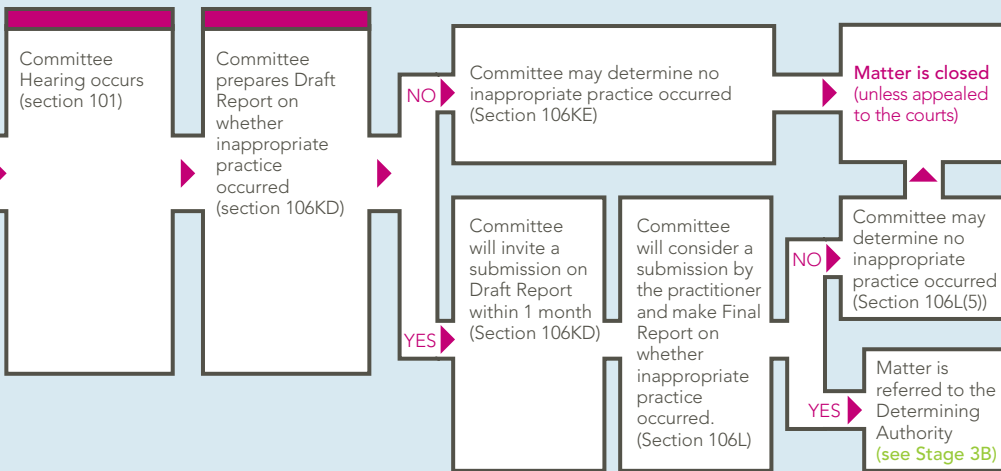 Committee
Hearing occurs
(section 101)
Committee
prepares Draft
Report on
whether
inappropriate
practice
occurred
(section 106KD)
NO
Committee may determine no
inappropriate practice occurred
(Section 106KE)
Matter is closed
(unless appealed
to the courts)
YES
Committee
will invite a
submission on
Draft Report
within 1 month
(Section 106KD)
Committee
will consider a
submission by
the practitioner
and make Final
Report on
whether
inappropriate
practice
occurred.
(Section 106L)
NO
Committee may
determine no
inappropriate
practice occurred
(Section 106L(5))
YES
Matter is
referred to the
Determining
Authority
(see Stage 3B)